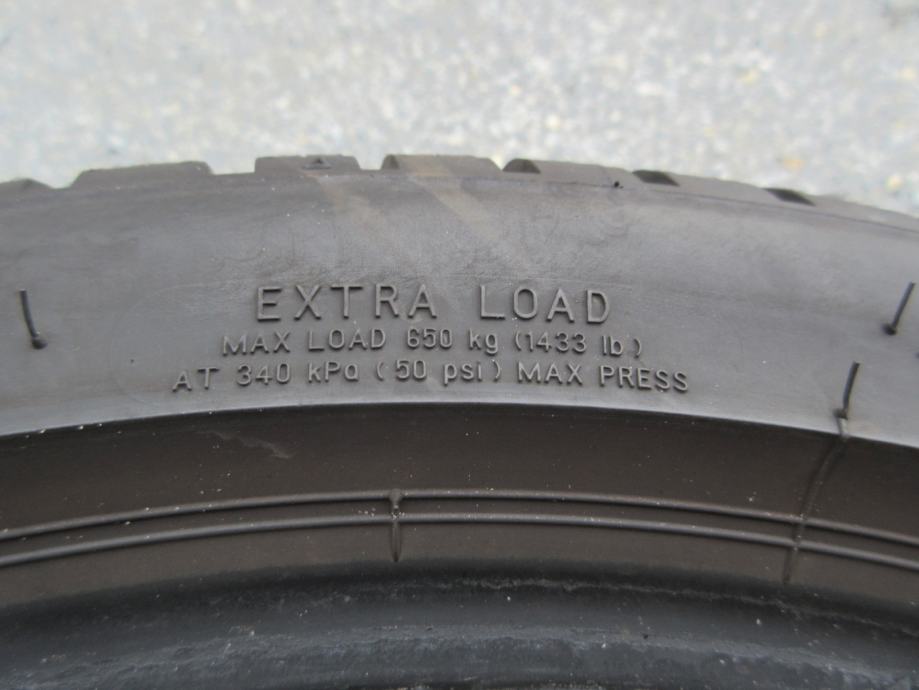 EXTRA LOAD
MAX LOAD 650 kg (1433 lb)
AT 340 kPa (50 psi) MAX PRESS